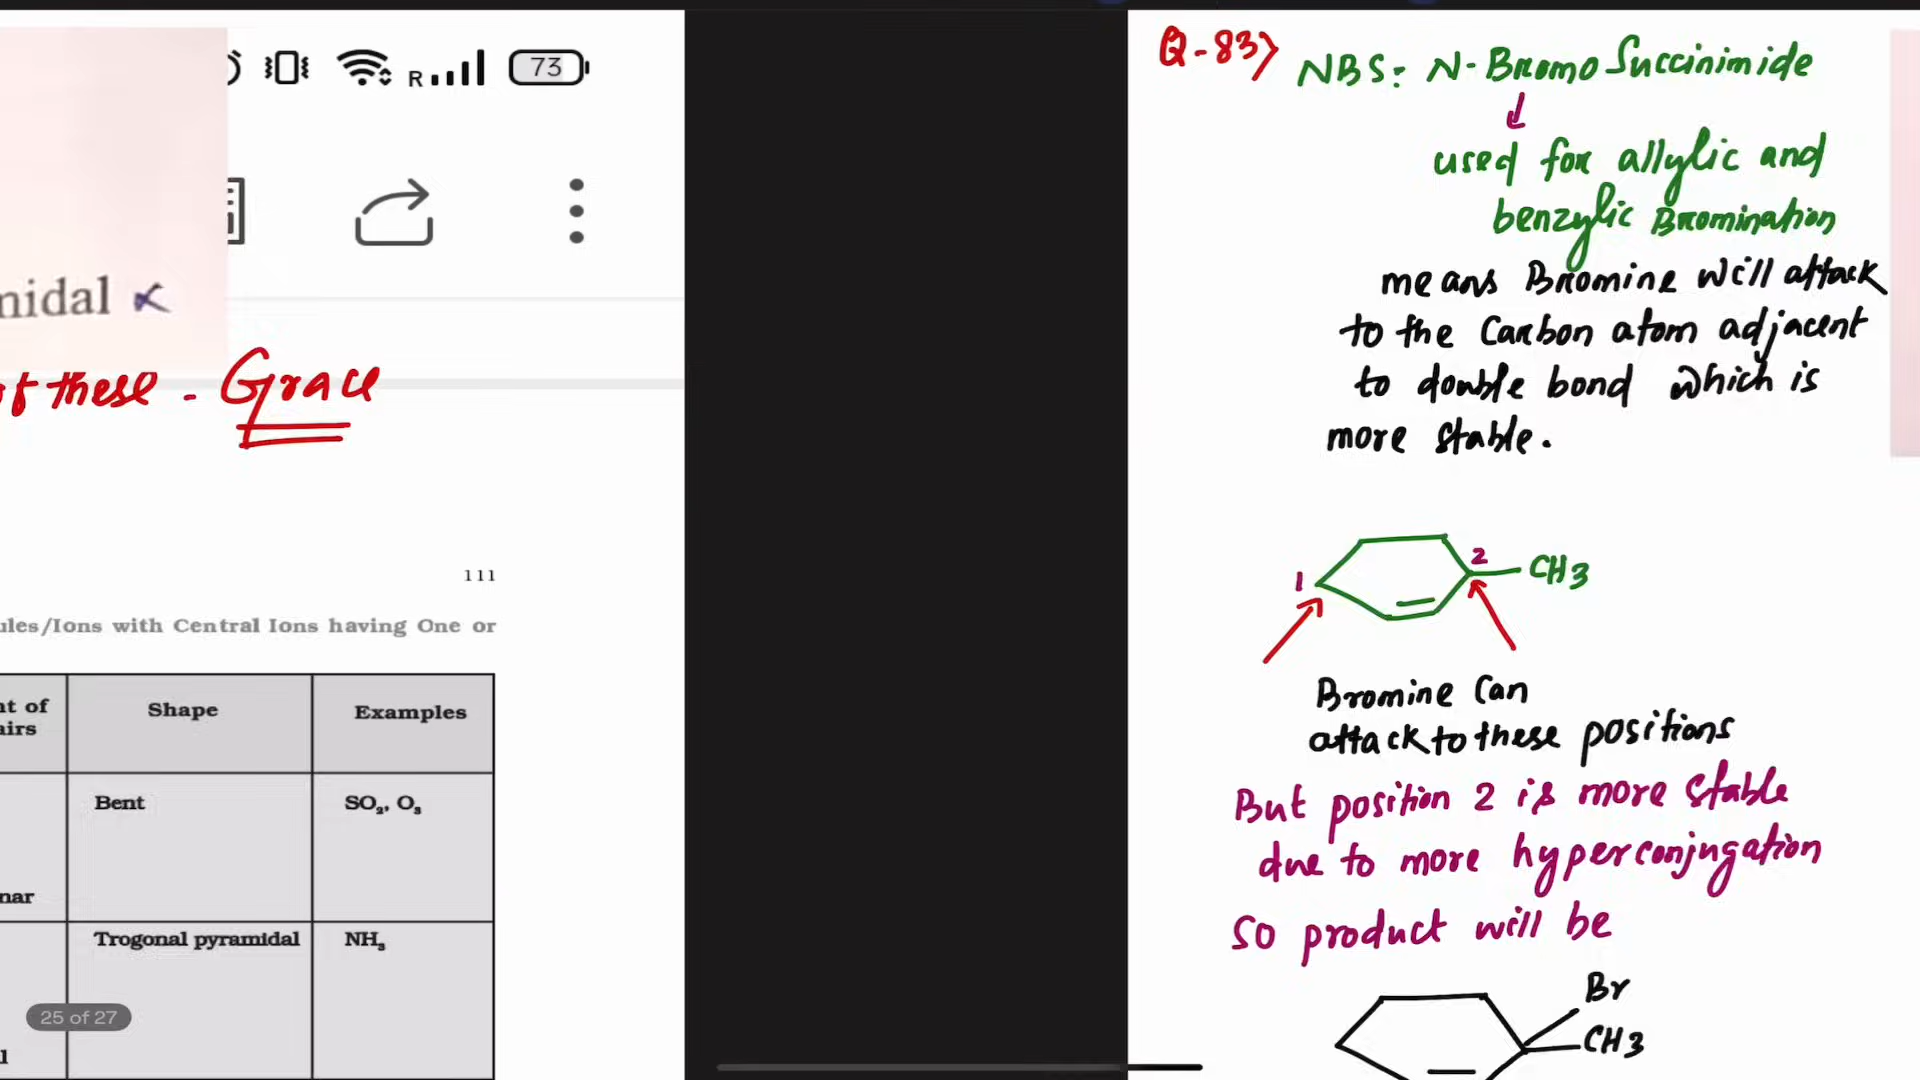 73
R
midal
of these - Grace
111
ules/Ions with Central Ions having One or
nt of
airs
Shape
Examples
Bent
SO₂, O₃
nar
Trogonal pyramidal
NH₃
25 of 27
l
Q-83)
NBS: N-Bromo Succinimide
↓
used for allylic and
benzylic Bromination
means Bromine will attack
to the Carbon atom adjacent
to double bond which is
more stable.
1
2
CH3
Bromine Can
attack to these positions
But position 2 is more stable
due to more hyperconjugation
So product will be
Br
CH3